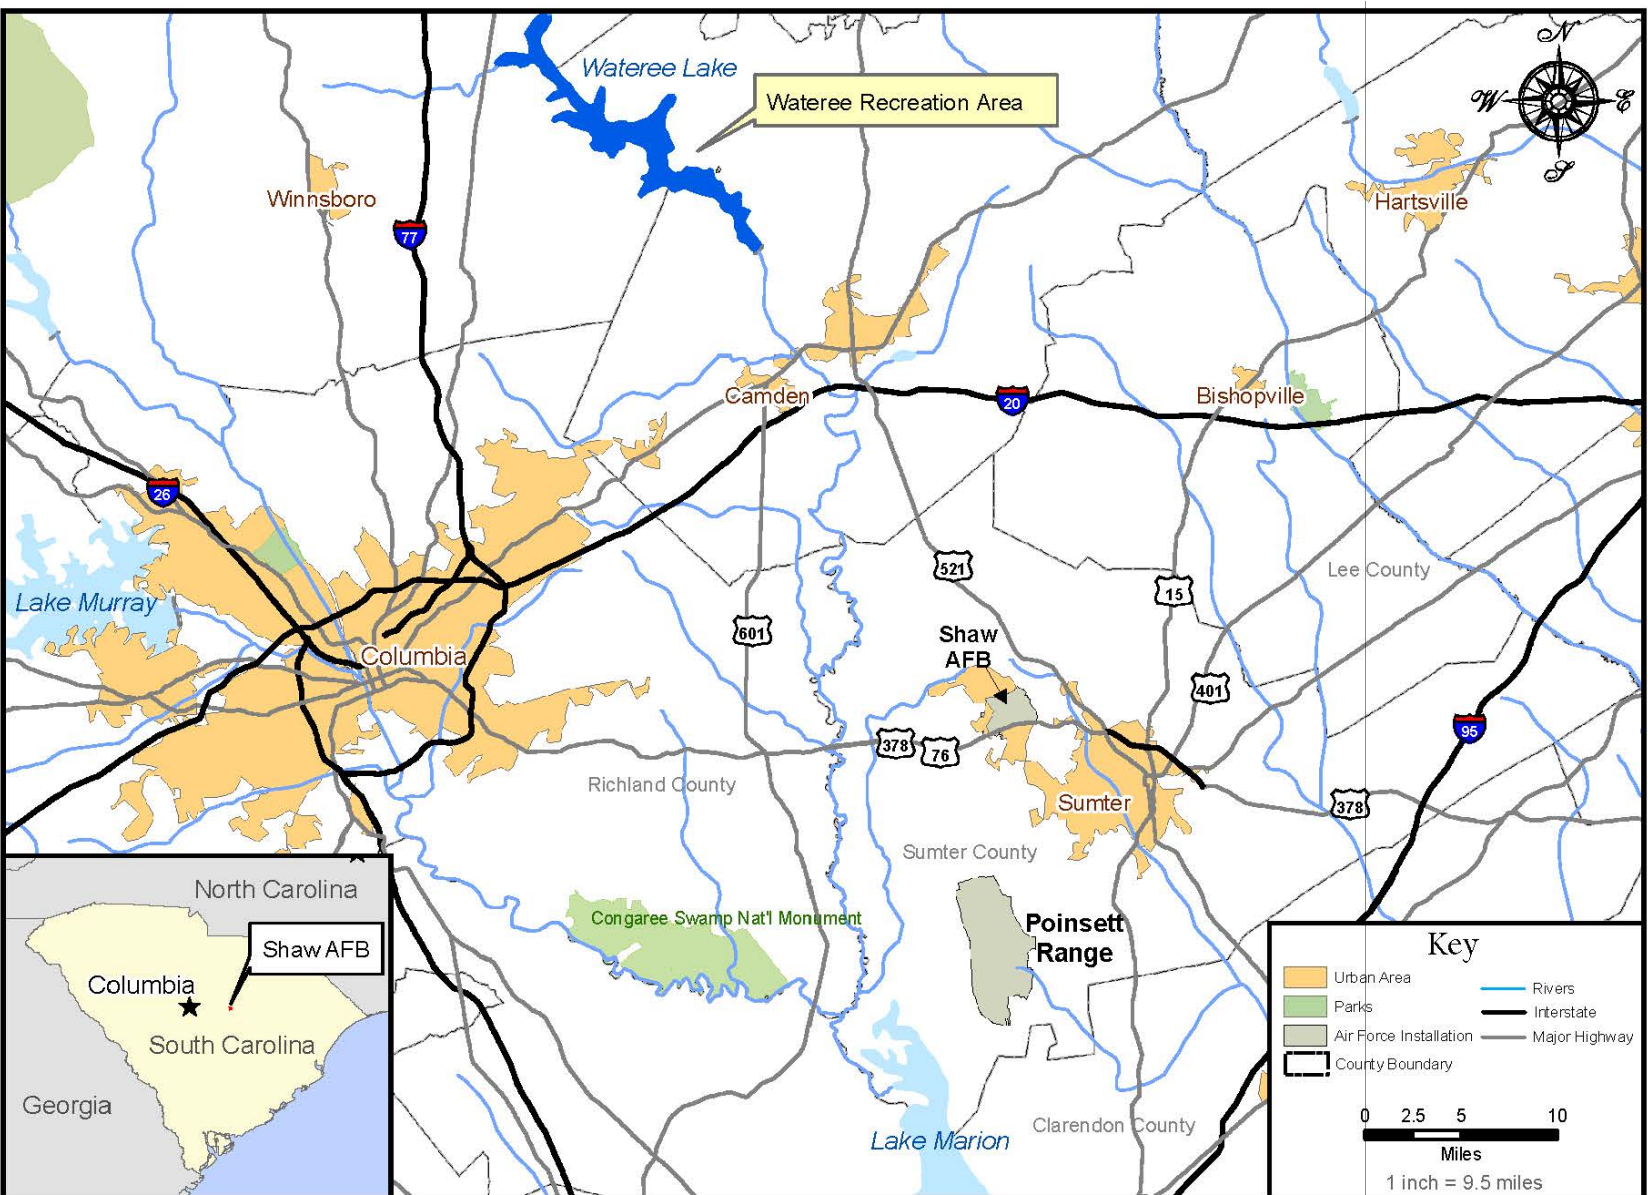 N
W
E
S
Wateree Lake
Wateree Recreation Area
Winnsboro
77
Hartsville
Camden
20
Bishopville
26
521
Lee County
15
Lake Murray
601
Shaw
AFB
Columbia
401
95
378
76
Richland County
Sumter
378
Sumter County
Congaree Swamp Nat'l Monument
Poinsett
Range
Lake Marion
Clarendon County
North Carolina
Shaw AFB
Columbia
South Carolina
Georgia
Key
Urban Area
Parks
Air Force Installation
County Boundary
Rivers
Interstate
Major Highway
0 2.5 5 10
Miles
1 inch = 9.5 miles